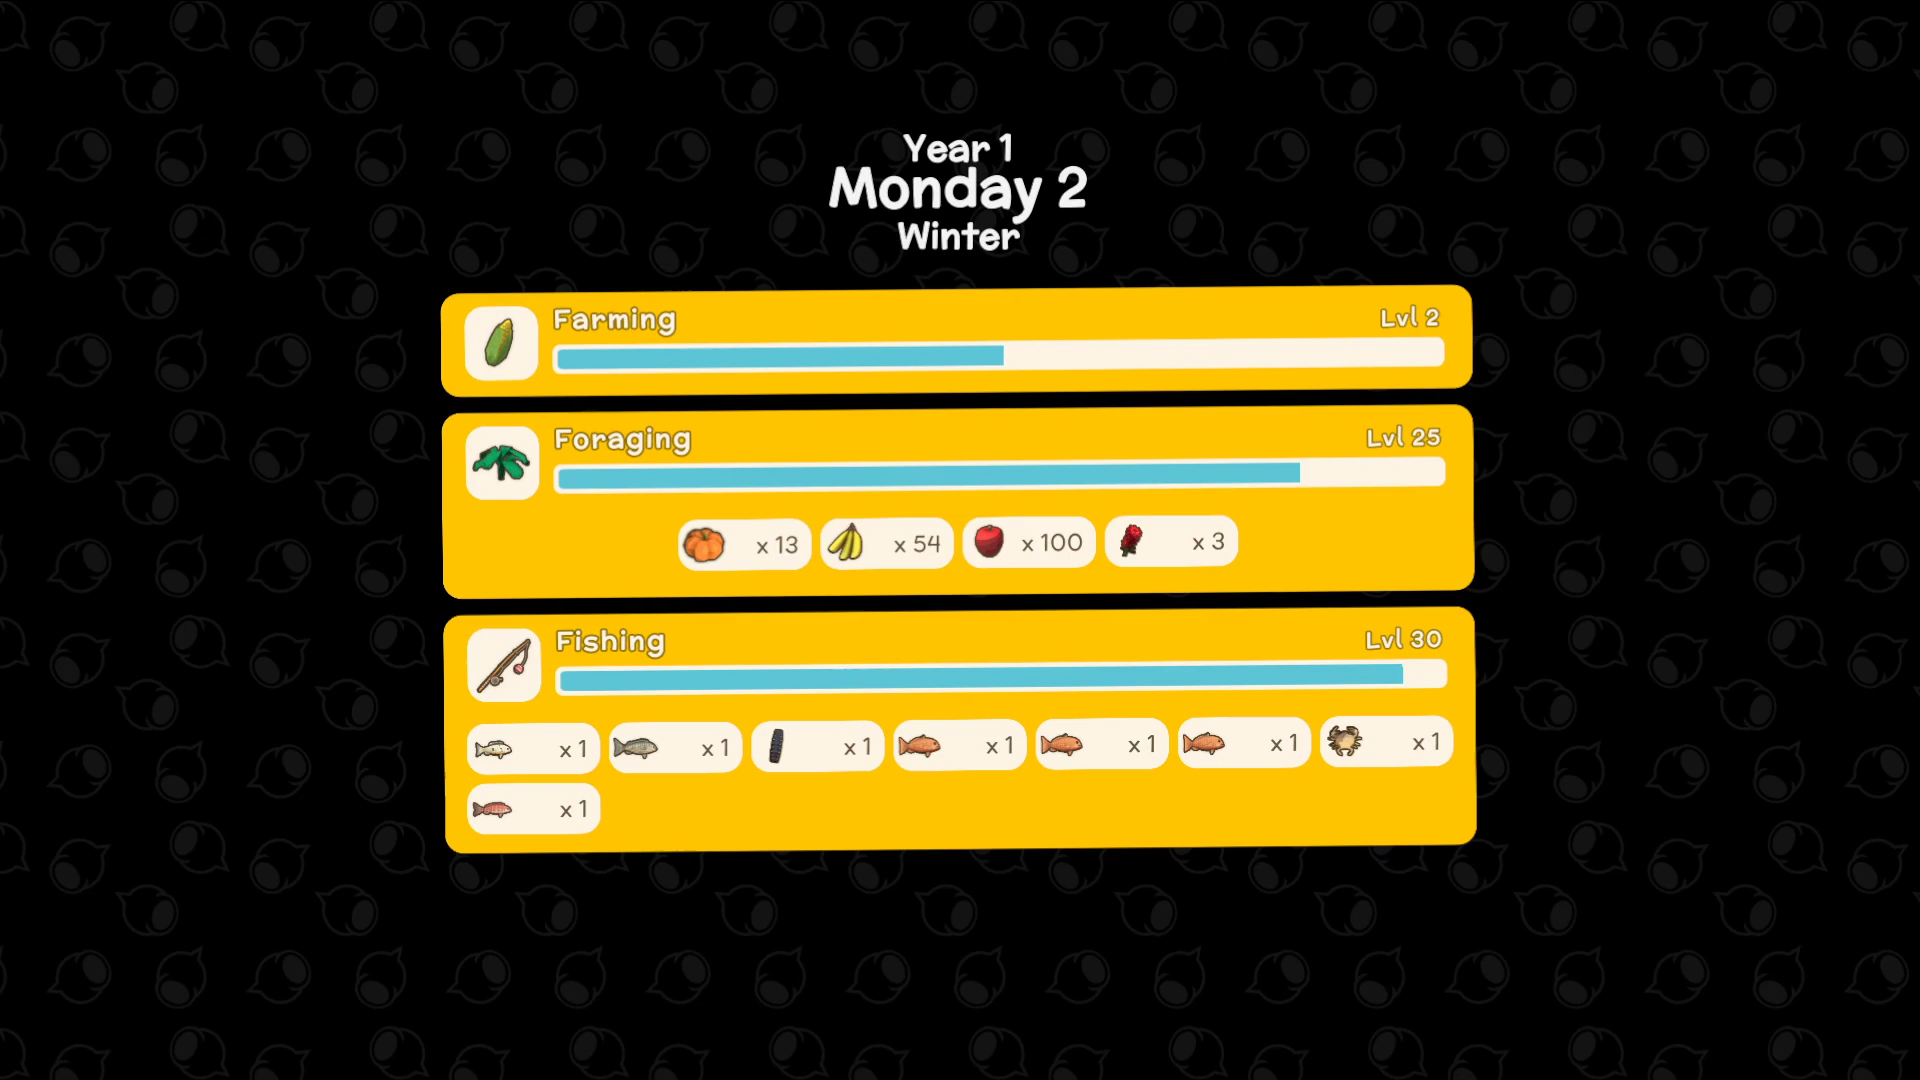 Year 1
Monday 2
Winter
Farming
Lvl 2
Foraging
Lvl 25
x 13
x 54
x 100
x 3
Fishing
Lvl 30
x 1
x 1
x 1
x 1
x 1
x 1
x 1
x 1